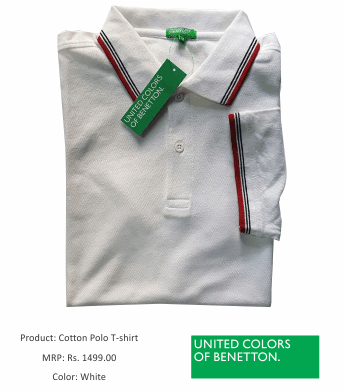 UNITED COLORS
OF BENETTON.
Product: Cotton Polo T-shirt
MRP: Rs. 1499.00
Color: White
UNITED COLORS
OF BENETTON.